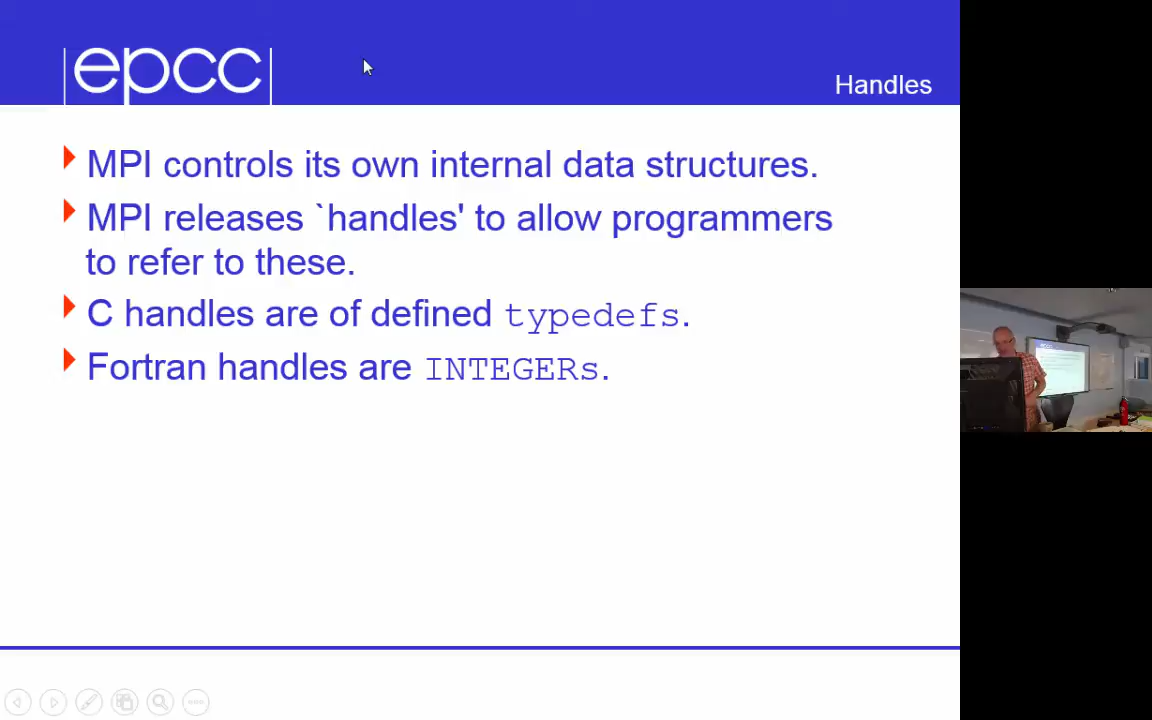 epcc
Handles
MPI controls its own internal data structures.
MPI releases `handles' to allow programmers
to refer to these.
C handles are of defined typedefs.
Fortran handles are INTEGERs.